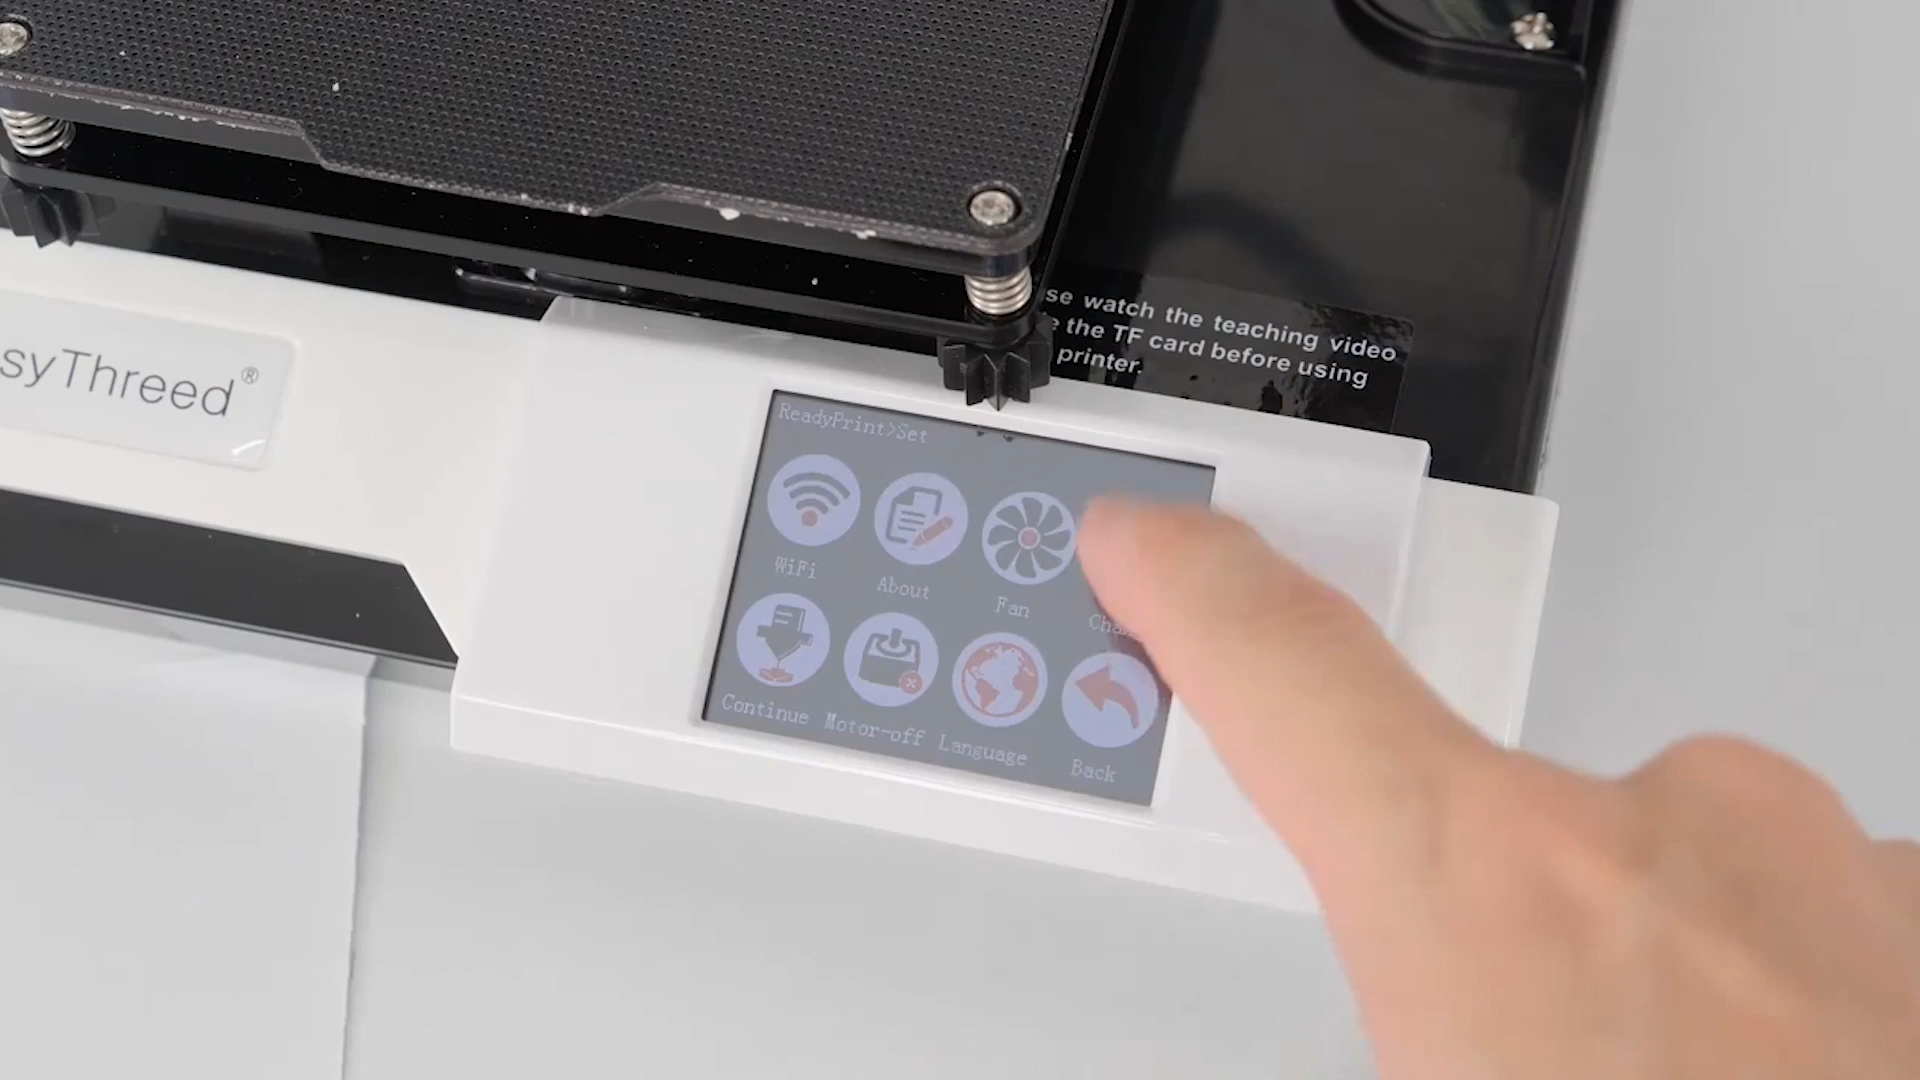 se watch the teaching video
e the TF card before using
printer.
syThreed®
ReadyPrint>Set
WiFi
About
Fan
Chan
Continue
Motor-off
Language
Back